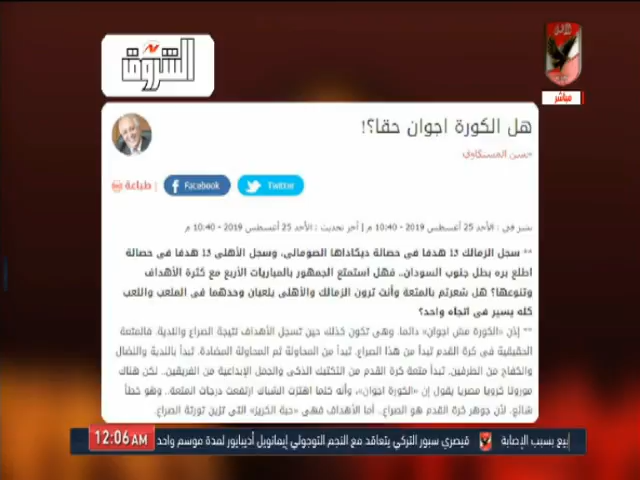 الشروق
مباشر
هل الكورة اجوان حقا؟!
حسن المستكاوي
طباعة
Facebook
Twitter
نشر في : الأحد 25 أغسطس 2019 - 10:40 م | آخر تحديث : الأحد 25 أغسطس 2019 - 10:40 م
** سجل الزمالك 13 هدفا فى حصالة ديكاداها الصومالى، وسجل الأهلى 13 هدفا فى حصالة
اطلع بره بطل جنوب السودان.. فهل استمتع الجمهور بالمباريات الأربع مع كثرة الأهداف
وتنوعها؟ هل شعرتم بالمتعة وأنت ترون الزمالك والأهلى يلعبان وحدهما فى الملعب واللعب
كله يسير فى اتجاه واحد؟
** إذن «الكورة مش اجوان» دائما. وهى تكون كذلك حين تسجل الأهداف نتيجة الصراع والندية. فالمتعة
الحقيقية فى كرة القدم تبدأ من هذا الصراع. تبدأ من المحاولة ثم المحاولة المضادة. تبدأ بالندية والنضال
والكفاح من الطرفين. تبدأ متعة كرة القدم من التكتيك الذكى والجمل الإبداعية من الفريقين.. لكن هناك
موروثا كرويا مصريا يقول إن «الكورة اجوان»، وأنه كلما اهتزت الشباك ارتفعت درجات المتعة.. وهو خطأ
شائع. لأن جوهر كرة القدم هو الصراع.. أما الأهداف فهى «حبة الكريز» التى تزين تورتة الصراع.
12:06 AM
يبيع بسبب الإصابة
قيصري سبور التركي يتعاقد مع النجم التوجولي إيمانويل أديبايور لمدة موسم واحد